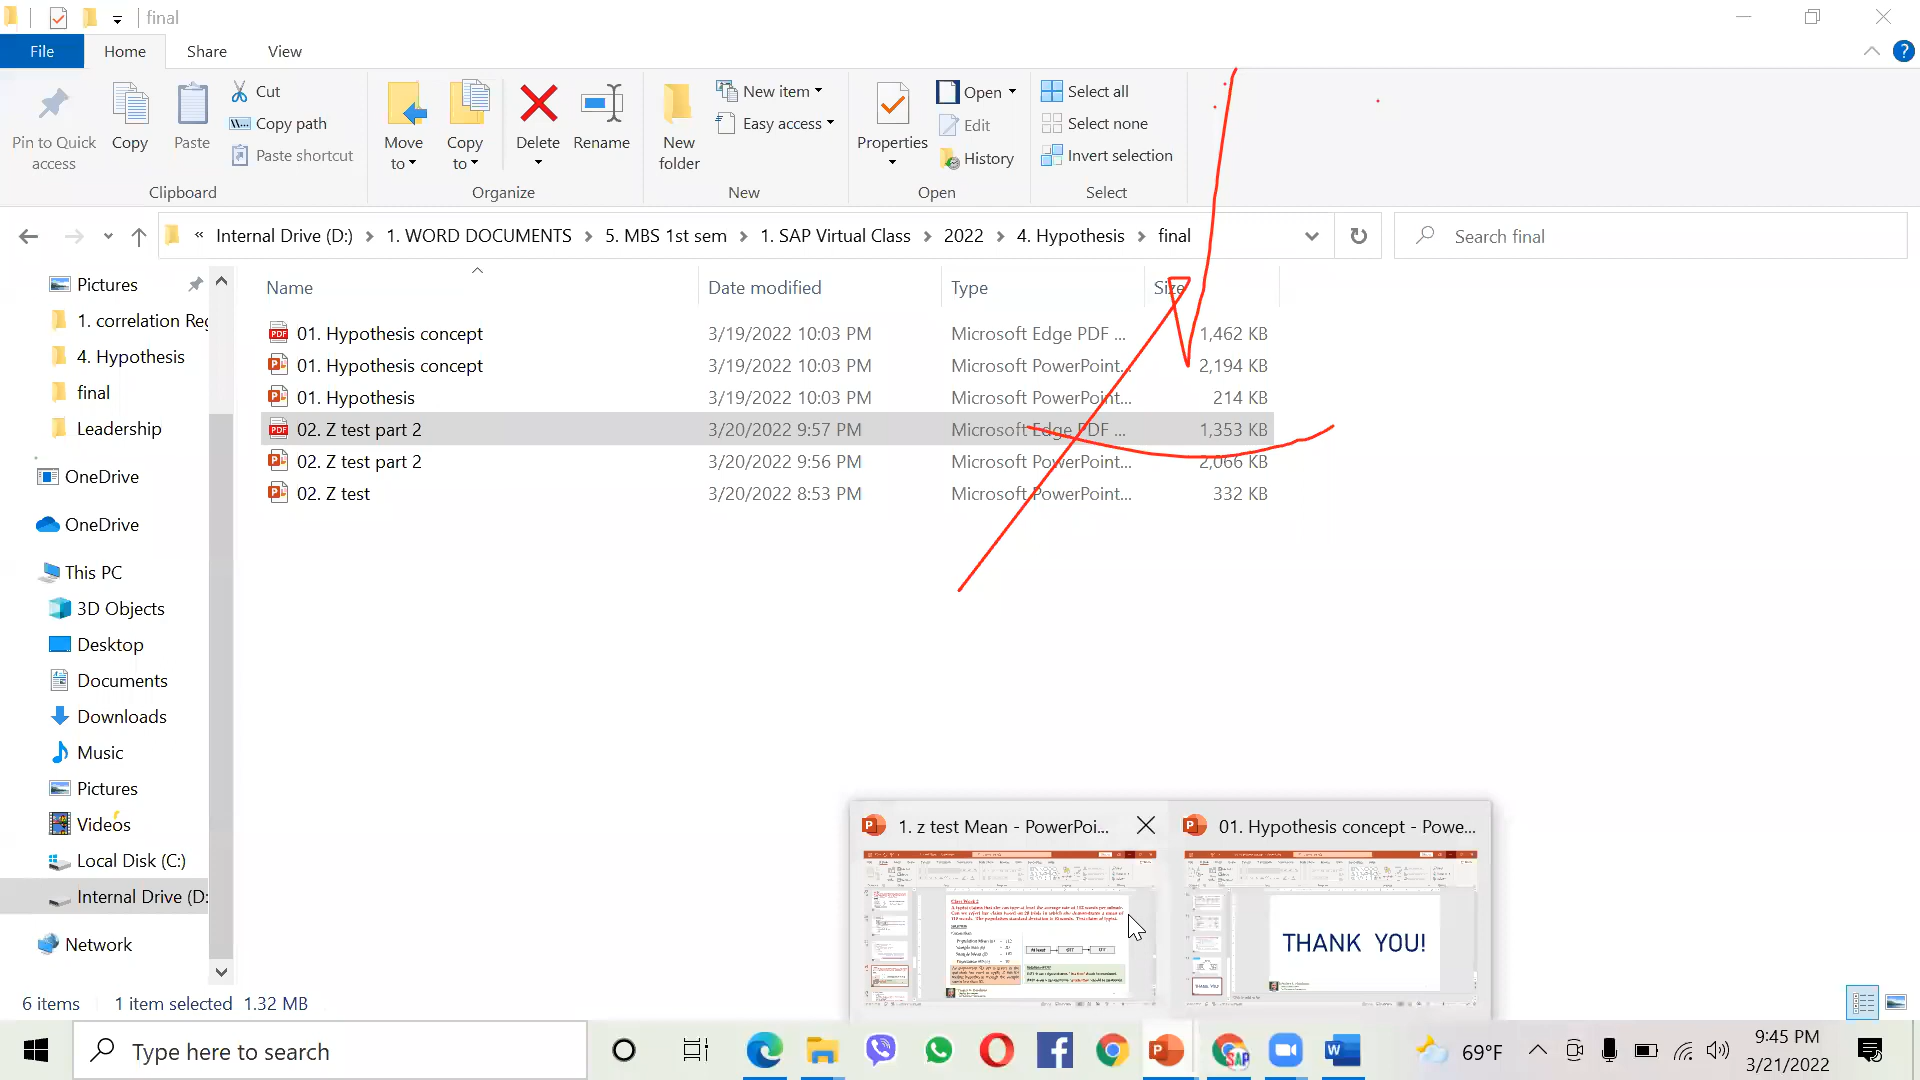 final
File Home Share View
Pin to Quick access
Copy
Paste
Cut
Copy path
Paste shortcut
Clipboard
Move to
Copy to
Delete
Rename
Organize
New folder
New item
Easy access
New
Properties
Open
Edit
History
Open
Select all
Select none
Invert selection
Select
« Internal Drive (D:) > 1. WORD DOCUMENTS > 5. MBS 1st sem > 1. SAP Virtual Class > 2022 > 4. Hypothesis > final
Search final
Name Date modified Type Size
01. Hypothesis concept 3/19/2022 10:03 PM Microsoft Edge PDF ... 1,462 KB
01. Hypothesis concept 3/19/2022 10:03 PM Microsoft PowerPoint... 2,194 KB
01. Hypothesis 3/19/2022 10:03 PM Microsoft PowerPoint... 214 KB
02. Z test part 2 3/20/2022 9:57 PM Microsoft Edge PDF ... 1,353 KB
02. Z test part 2 3/20/2022 9:56 PM Microsoft PowerPoint... 2,066 KB
02. Z test 3/20/2022 8:53 PM Microsoft PowerPoint... 332 KB
Pictures
1. correlation Reg
4. Hypothesis
final
Leadership
OneDrive
OneDrive
This PC
3D Objects
Desktop
Documents
Downloads
Music
Pictures
Videos
Local Disk (C:)
Internal Drive (D:
Network
1. z test Mean - PowerPoi...
01. Hypothesis concept - Powe...
Class Work 2
THANK YOU!
6 items 1 item selected 1.32 MB
Type here to search
SAP
69°F
9:45 PM
3/21/2022